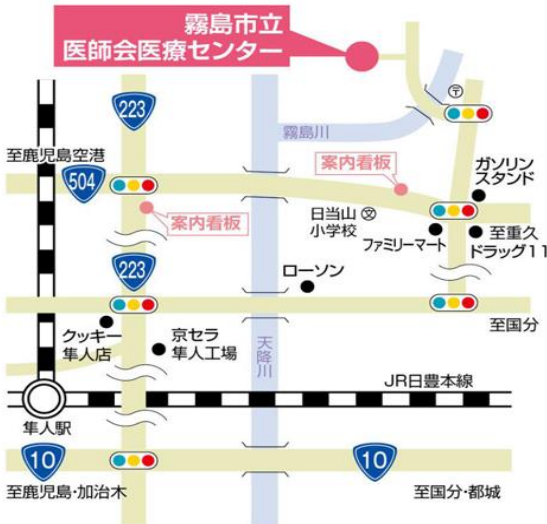 霧島市立
医師会医療センター
223
〒
霧島川
至鹿児島空港
504
案内看板
ガソリン
スタンド
案内看板
日当山 文
小学校
ファミリーマート
至重久
ドラッグ11
223
ローソン
至国分
クッキー
隼人店
京セラ
隼人工場
天降川
JR日豊本線
隼人駅
10
10
至鹿児島・加治木
至国分・都城